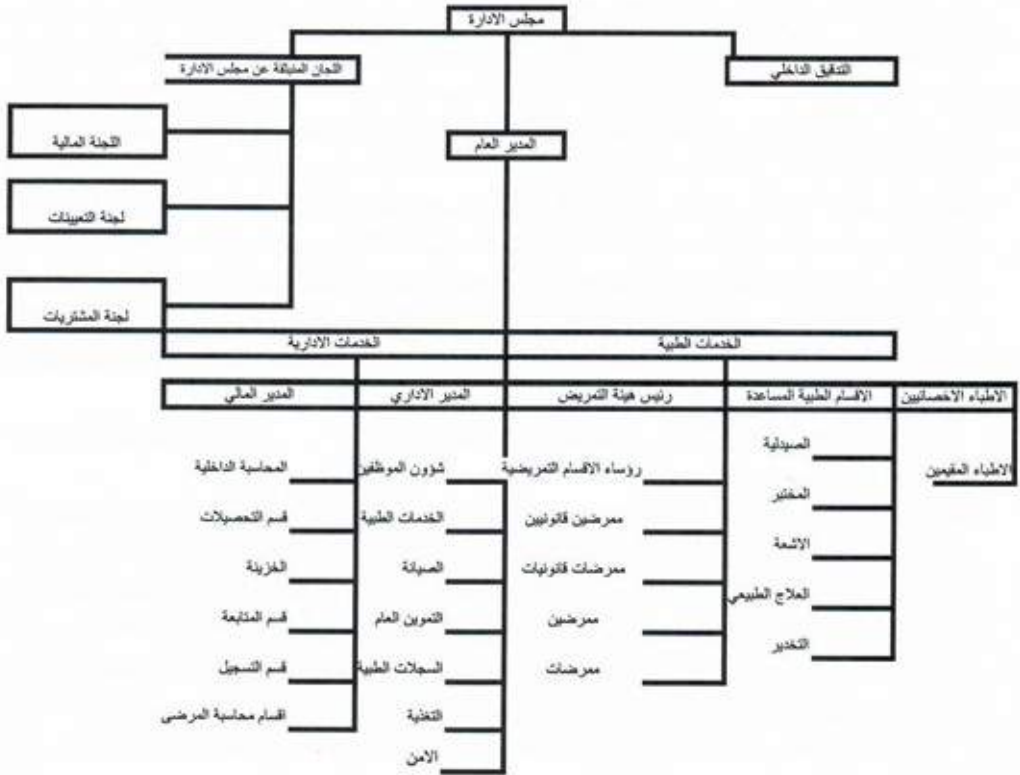 مجلس الادارة
التدقيق الداخلي
اللجان المنبثقة عن مجلس الادارة
اللجنة المالية
المدير العام
لجنة التعيينات
لجنة المشتريات
الخدمات الطبية
الخدمات الادارية
الاطباء الاخصائيين
الاقسام الطبية المساعدة
رئيس هيئة التمريض
المدير الاداري
المدير المالي
الاطباء المقيمين
الصيدلية
المختبر
الاشعة
العلاج الطبيعي
التخدير
رؤساء الاقسام التمريضية
ممرضين قانونيين
ممرضات قانونيات
ممرضين
ممرضات
شؤون الموظفين
الخدمات الطبية
الصيانة
التموين العام
السجلات الطبية
التغذية
الامن
المحاسبة الداخلية
قسم التحصيلات
الخزينة
قسم المتابعة
قسم التسجيل
اقسام محاسبة المرضى